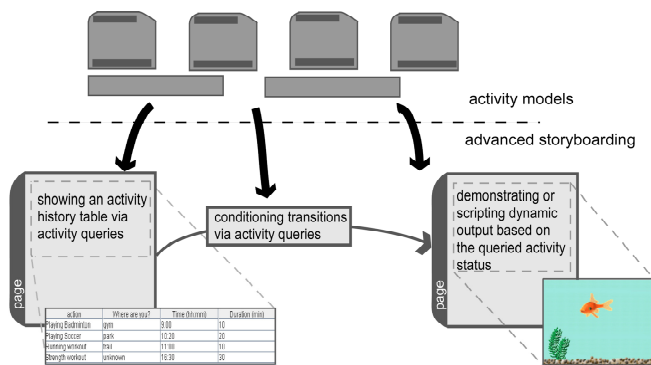 activity models
advanced storyboarding
showing an activity
history table via
activity queries
page
conditioning transitions
via activity queries
demonstrating or
scripting dynamic
output based on
the queried activity
status
page
action Where are you? Time (hh:mm) Duration (min)
Playing Badminton gym 9:00 10
Playing Soccer park 10:20 20
Running workout trail 11:00 10
Strength workout unknown 16:30 30